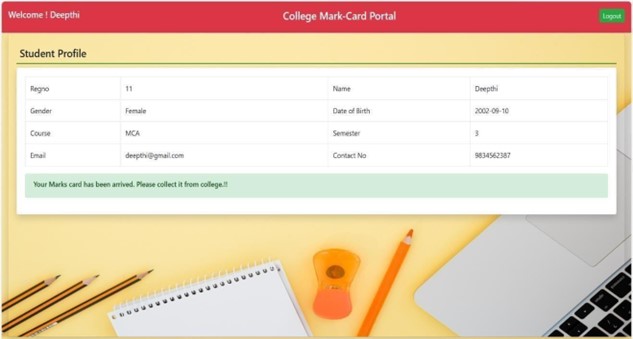 Welcome ! Deepthi College Mark-Card Portal Logout
Student Profile
Regno 11 Name Deepthi
Gender Female Date of Birth 2002-09-10
Course MCA Semester 3
Email deepthi@gmail.com Contact No 9834562387
Your Marks card has been arrived. Please collect it from college.!!